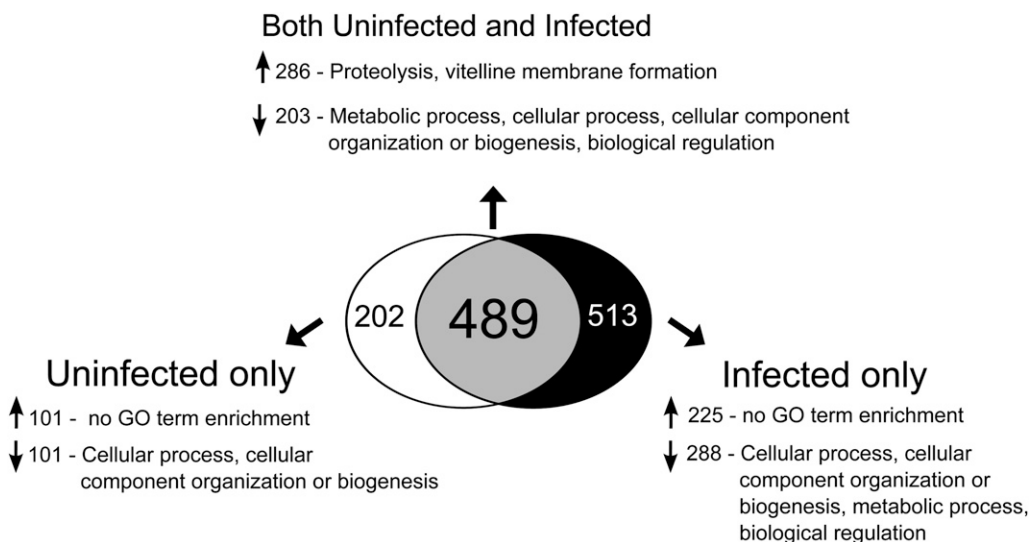 Both Uninfected and Infected
286 - Proteolysis, vitelline membrane formation
203 - Metabolic process, cellular process, cellular component
organization or biogenesis, biological regulation
202
489
513
Uninfected only
101 - no GO term enrichment
101 - Cellular process, cellular
component organization or biogenesis
Infected only
225 - no GO term enrichment
288 - Cellular process, cellular
component organization or
biogenesis, metabolic process,
biological regulation